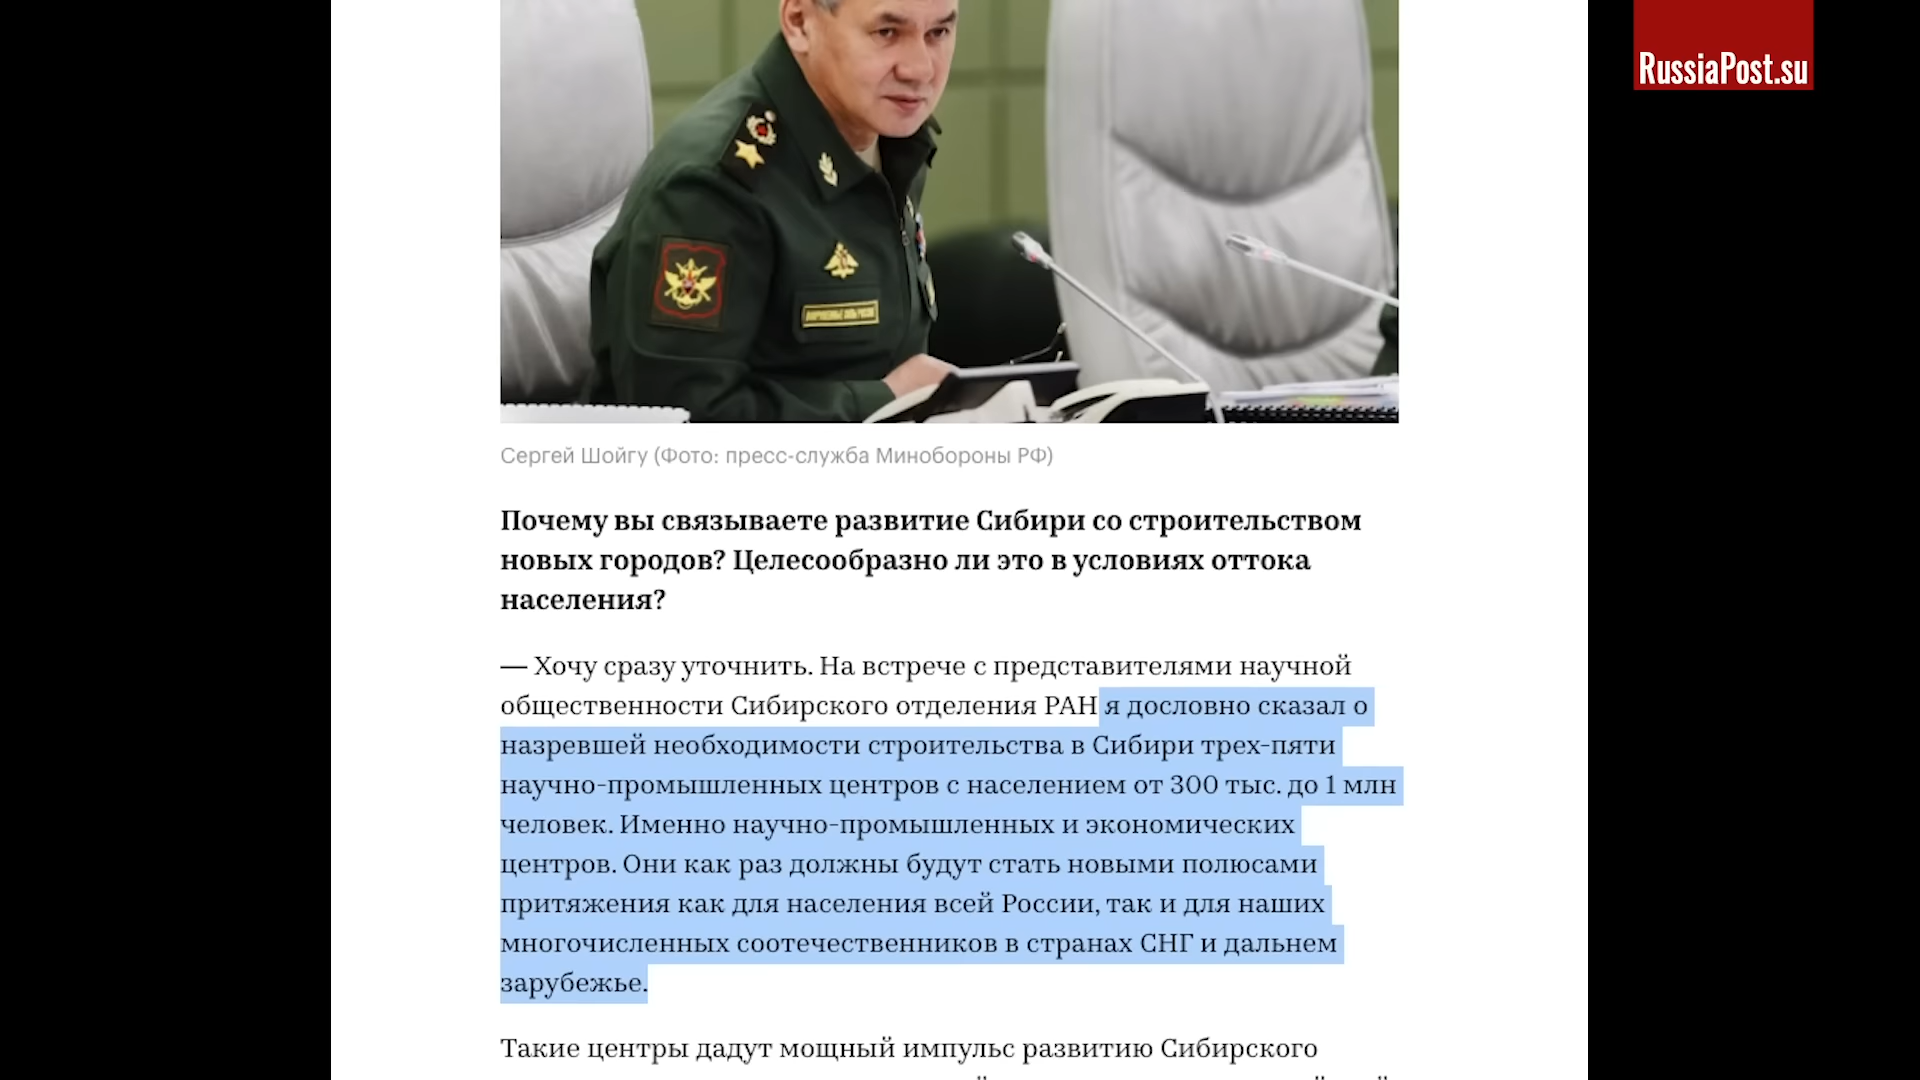 RussiaPost.su
Сергей Шойгу (Фото: пресс-служба Минобороны РФ)
Почему вы связываете развитие Сибири со строительством
новых городов? Целесообразно ли это в условиях оттока
населения?
— Хочу сразу уточнить. На встрече с представителями научной
общественности Сибирского отделения РАН я дословно сказал о
назревшей необходимости строительства в Сибири трех-пяти
научно-промышленных центров с населением от 300 тыс. до 1 млн
человек. Именно научно-промышленных и экономических
центров. Они как раз должны будут стать новыми полюсами
притяжения как для населения всей России, так и для наших
многочисленных соотечественников в странах СНГ и дальнем
зарубежье.
Такие центры дадут мощный импульс развитию Сибирского